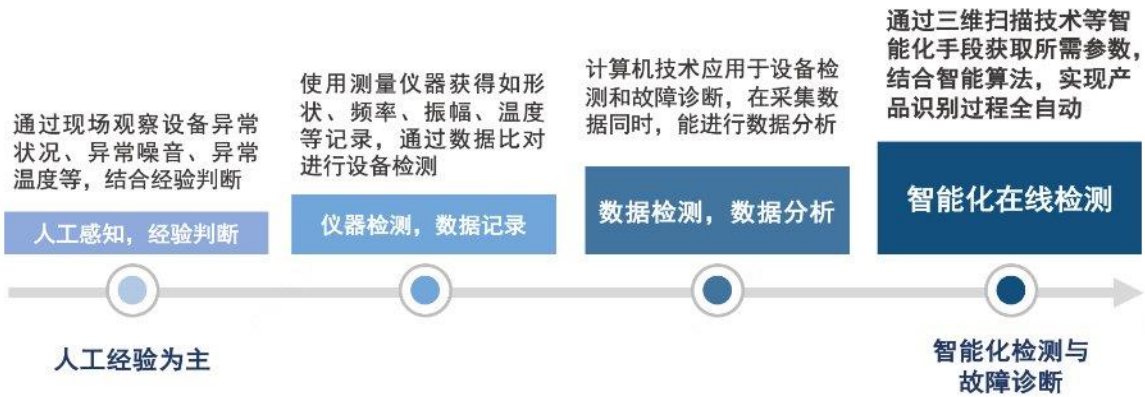 通过现场观察设备异常
状况、异常噪音、异常
温度等，结合经验判断
人工感知，经验判断
使用测量仪器获得如形
状、频率、振幅、温度
等记录，通过数据比对
进行设备检测
仪器检测，数据记录
计算机技术应用于设备检
测和故障诊断，在采集数
据同时，能进行数据分析
数据检测，数据分析
通过三维扫描技术等智
能化手段获取所需参数，
结合智能算法，实现产
品识别过程全自动
智能化在线检测
人工经验为主
智能化检测与
故障诊断